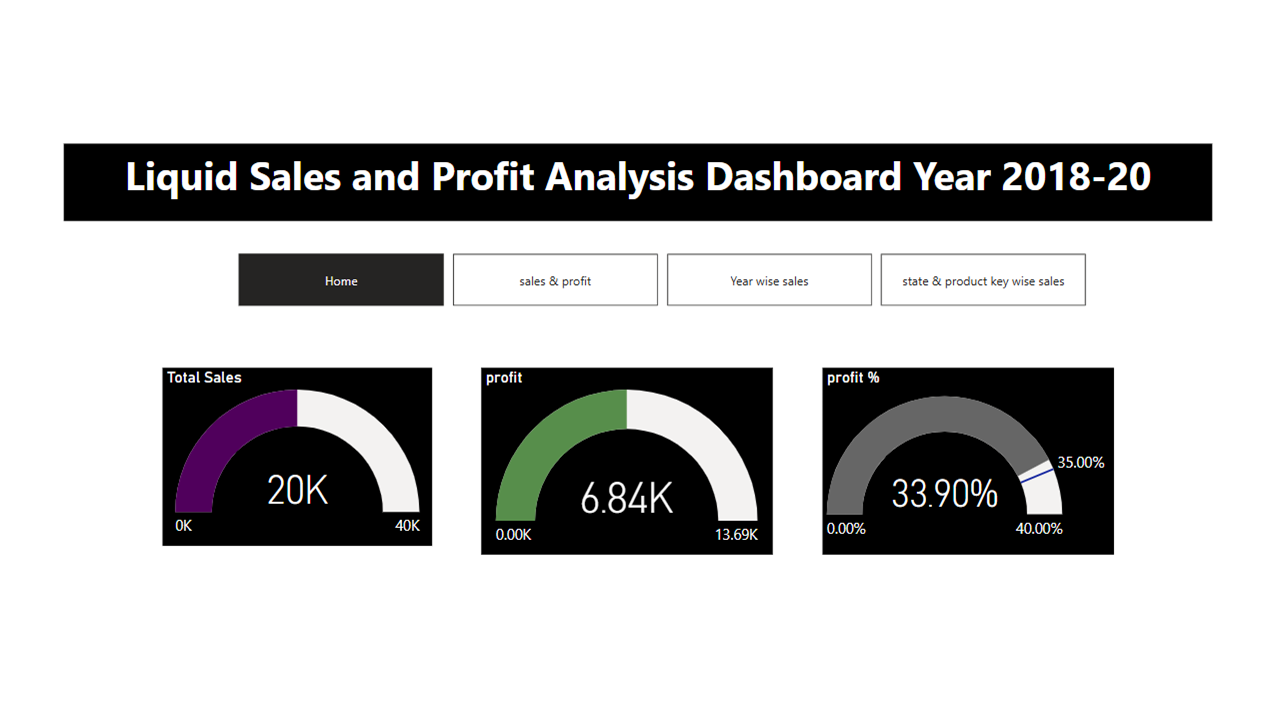 Liquid Sales and Profit Analysis Dashboard Year 2018-20
Home
sales & profit
Year wise sales
state & product key wise sales
Total Sales
20K
0K
40K
profit
6.84K
0.00K
13.69K
profit %
35.00%
33.90%
0.00%
40.00%